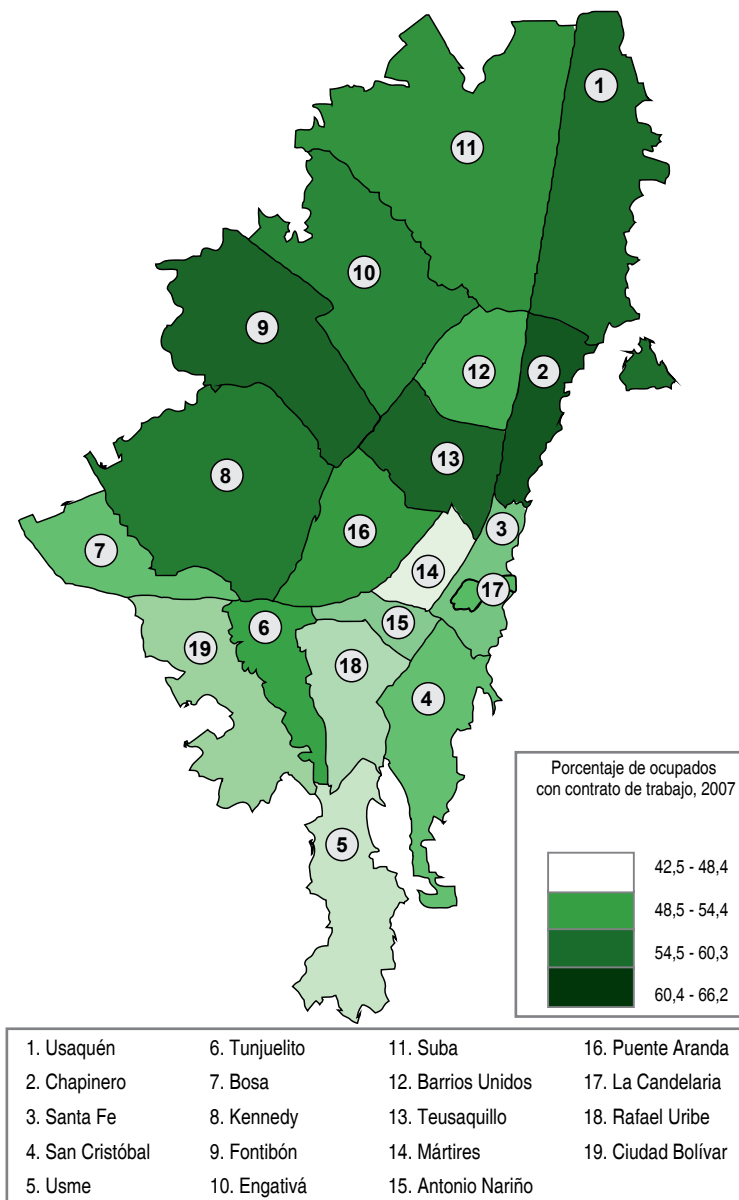 1
11
10
9
12
2
13
8
16
3
7
14
17
15
6
19
18
4
5
Porcentaje de ocupados
con contrato de trabajo, 2007
42,5 - 48,4
48,5 - 54,4
54,5 - 60,3
60,4 - 66,2
1. Usaquén
2. Chapinero
3. Santa Fe
4. San Cristóbal
5. Usme
6. Tunjuelito
7. Bosa
8. Kennedy
9. Fontibón
10. Engativá
11. Suba
12. Barrios Unidos
13. Teusaquillo
14. Mártires
15. Antonio Nariño
16. Puente Aranda
17. La Candelaria
18. Rafael Uribe
19. Ciudad Bolívar